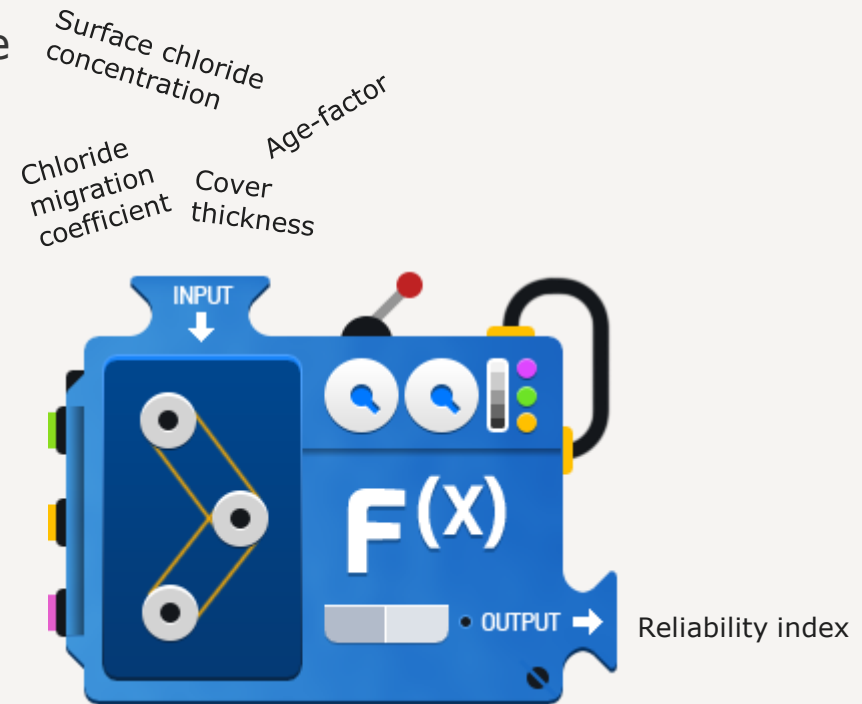 e
Surface chloride
concentration
Age-factor
Chloride
migration
coefficient
Cover
thickness
INPUT
F(X)
OUTPUT
Reliability index